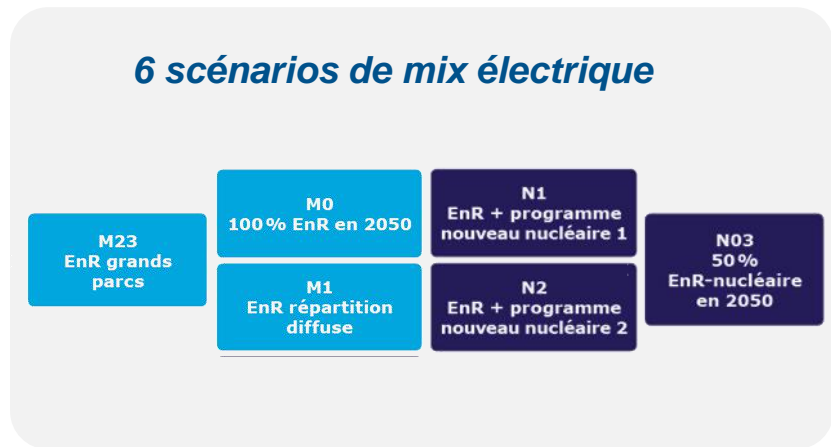 6 scénarios de mix électrique
M23
EnR grands
parcs
M0
100 % EnR en 2050
M1
EnR répartition
diffuse
N1
EnR + programme
nouveau nucléaire 1
N2
EnR + programme
nouveau nucléaire 2
N03
50 %
EnR-nucléaire
en 2050